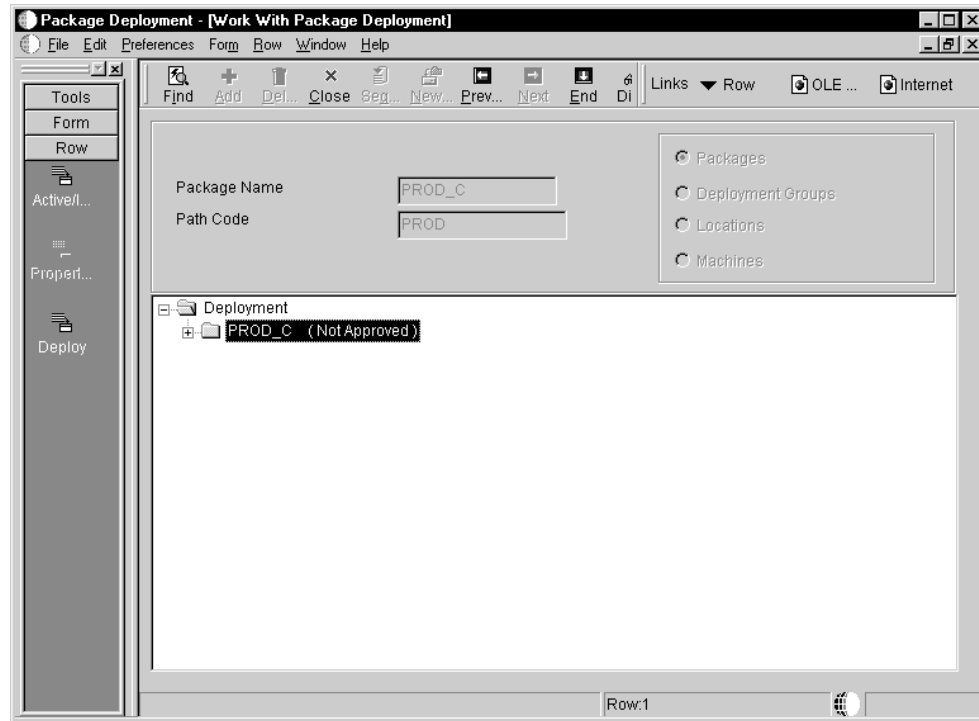 Package Deployment - [Work With Package Deployment]
File Edit Preferences Form Row Window Help
Tools
Form
Row
Active/I...
Propert...
Deploy
Find Add Del... Close Seq... New... Prev... Next End Di
Links Row OLE ... Internet
Package Name PROD_C
Path Code PROD
Packages
Deployment Groups
Locations
Machines
Deployment
PROD_C ( Not Approved )
Row:1